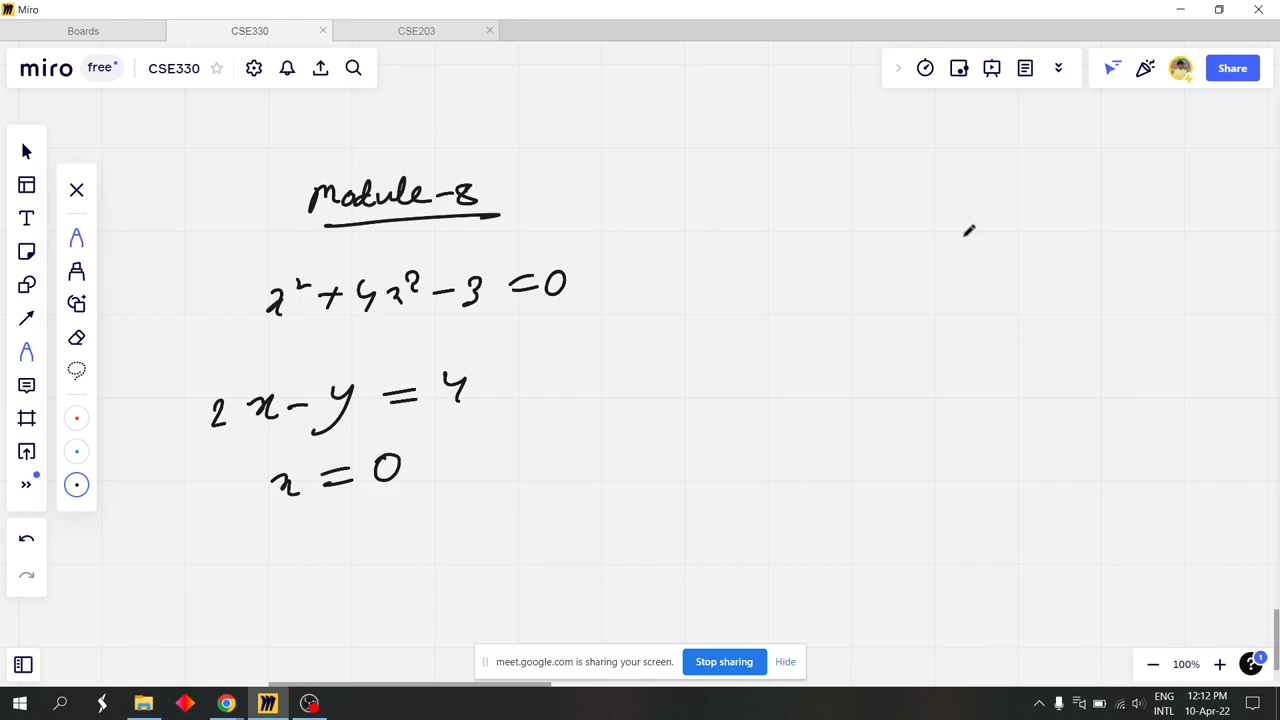 Miro
Boards
CSE330
CSE203
miro
free
CSE330
Share
Module-8
x² + 4x² - 3 = 0
2x - y = 4
x = 0
meet.google.com is sharing your screen.
Stop sharing
Hide
100%
1
ENG
INTL
12:12 PM
10-Apr-22